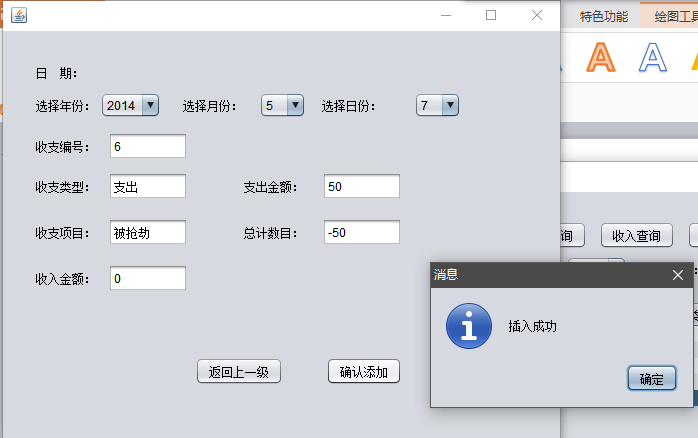 特色功能 绘图工具
日 期：
选择年份： 2014 选择月份： 5 选择日份： 7
收支编号： 6
收支类型： 支出 支出金额： 50
收支项目： 被抢劫 总计数目： -50
收入金额： 0
返回上一级 确认添加
询 收入查询
消息
插入成功
确定